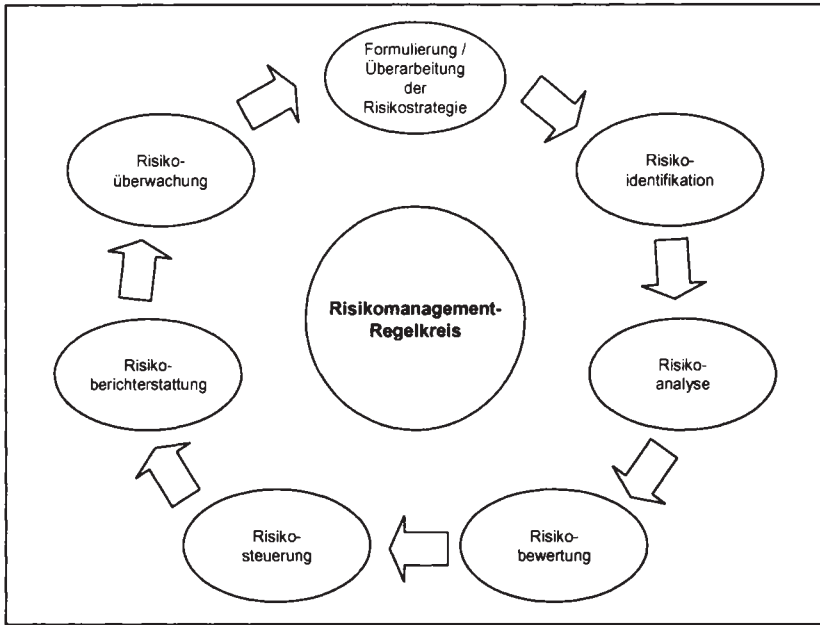 Formulierung /
Überarbeitung
der
Risikostrategie
Risiko-
identifikation
Risiko-
analyse
Risiko-
bewertung
Risiko-
steuerung
Risiko-
berichterstattung
Risiko-
überwachung
Risikomanagement-
Regelkreis